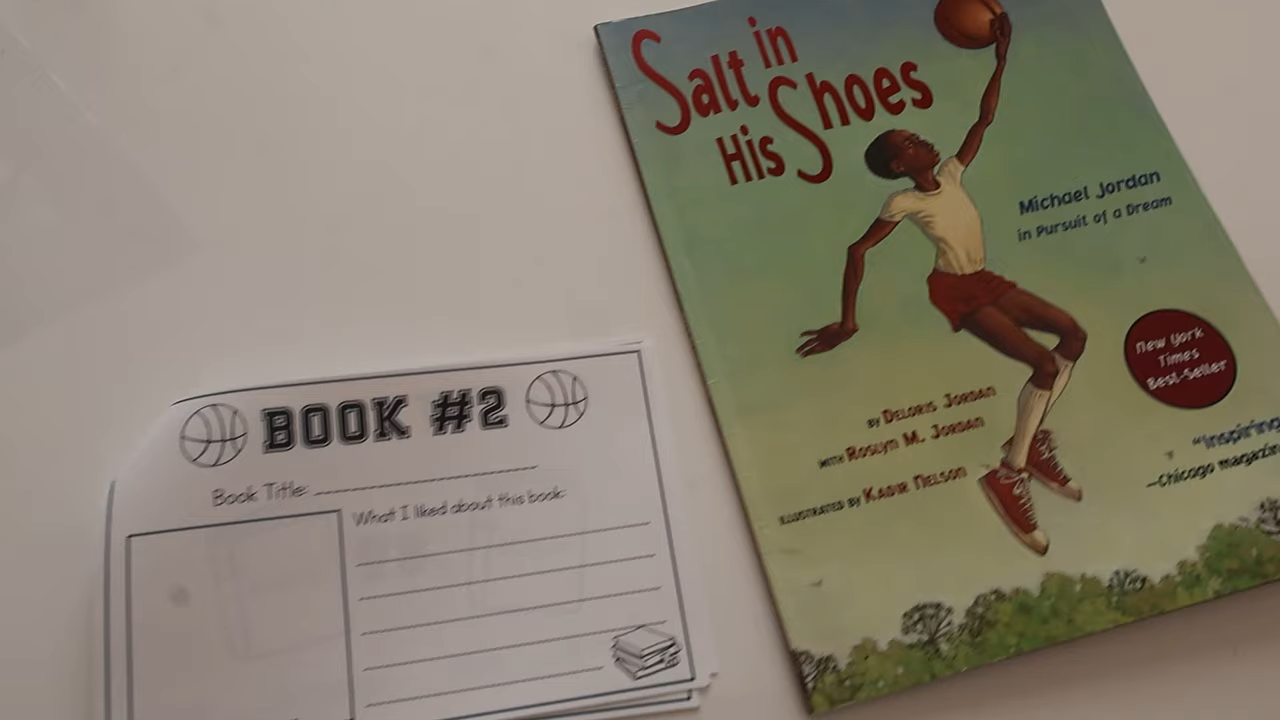 Salt in
His Shoes
Michael Jordan
in Pursuit of a Dream
New York
Times
Best-Seller
BY DELORIS JORDAN
WITH ROSLYN M. JORDAN
ILLUSTRATED BY KADIR NELSON
"Inspiring
—Chicago magazin
BOOK #2
Book Title:
What I liked about this book: